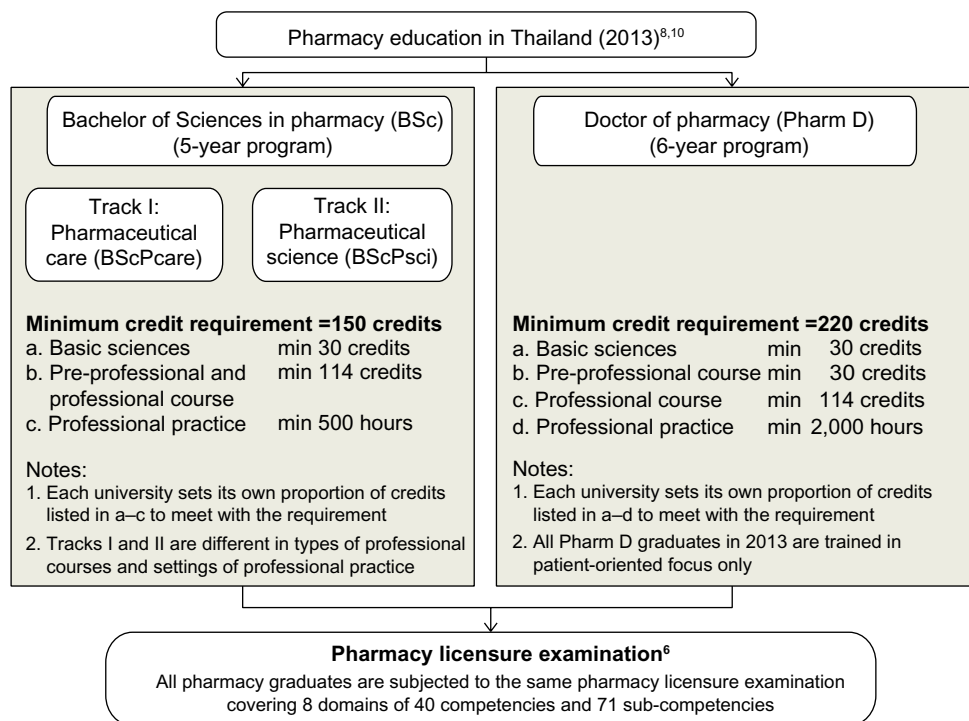 Pharmacy education in Thailand (2013)8,10
Bachelor of Sciences in pharmacy (BSc)
(5-year program)
Track I:
Pharmaceutical
care (BScPcare)
Track II:
Pharmaceutical
science (BScPsci)
Minimum credit requirement =150 credits
a. Basic sciences min 30 credits
b. Pre-professional and min 114 credits
professional course
c. Professional practice min 500 hours
Notes:
1. Each university sets its own proportion of credits
listed in a–c to meet with the requirement
2. Tracks I and II are different in types of professional
courses and settings of professional practice
Doctor of pharmacy (Pharm D)
(6-year program)
Minimum credit requirement =220 credits
a. Basic sciences min 30 credits
b. Pre-professional course min 30 credits
c. Professional course min 114 credits
d. Professional practice min 2,000 hours
Notes:
1. Each university sets its own proportion of credits
listed in a–d to meet with the requirement
2. All Pharm D graduates in 2013 are trained in
patient-oriented focus only
Pharmacy licensure examination6
All pharmacy graduates are subjected to the same pharmacy licensure examination
covering 8 domains of 40 competencies and 71 sub-competencies